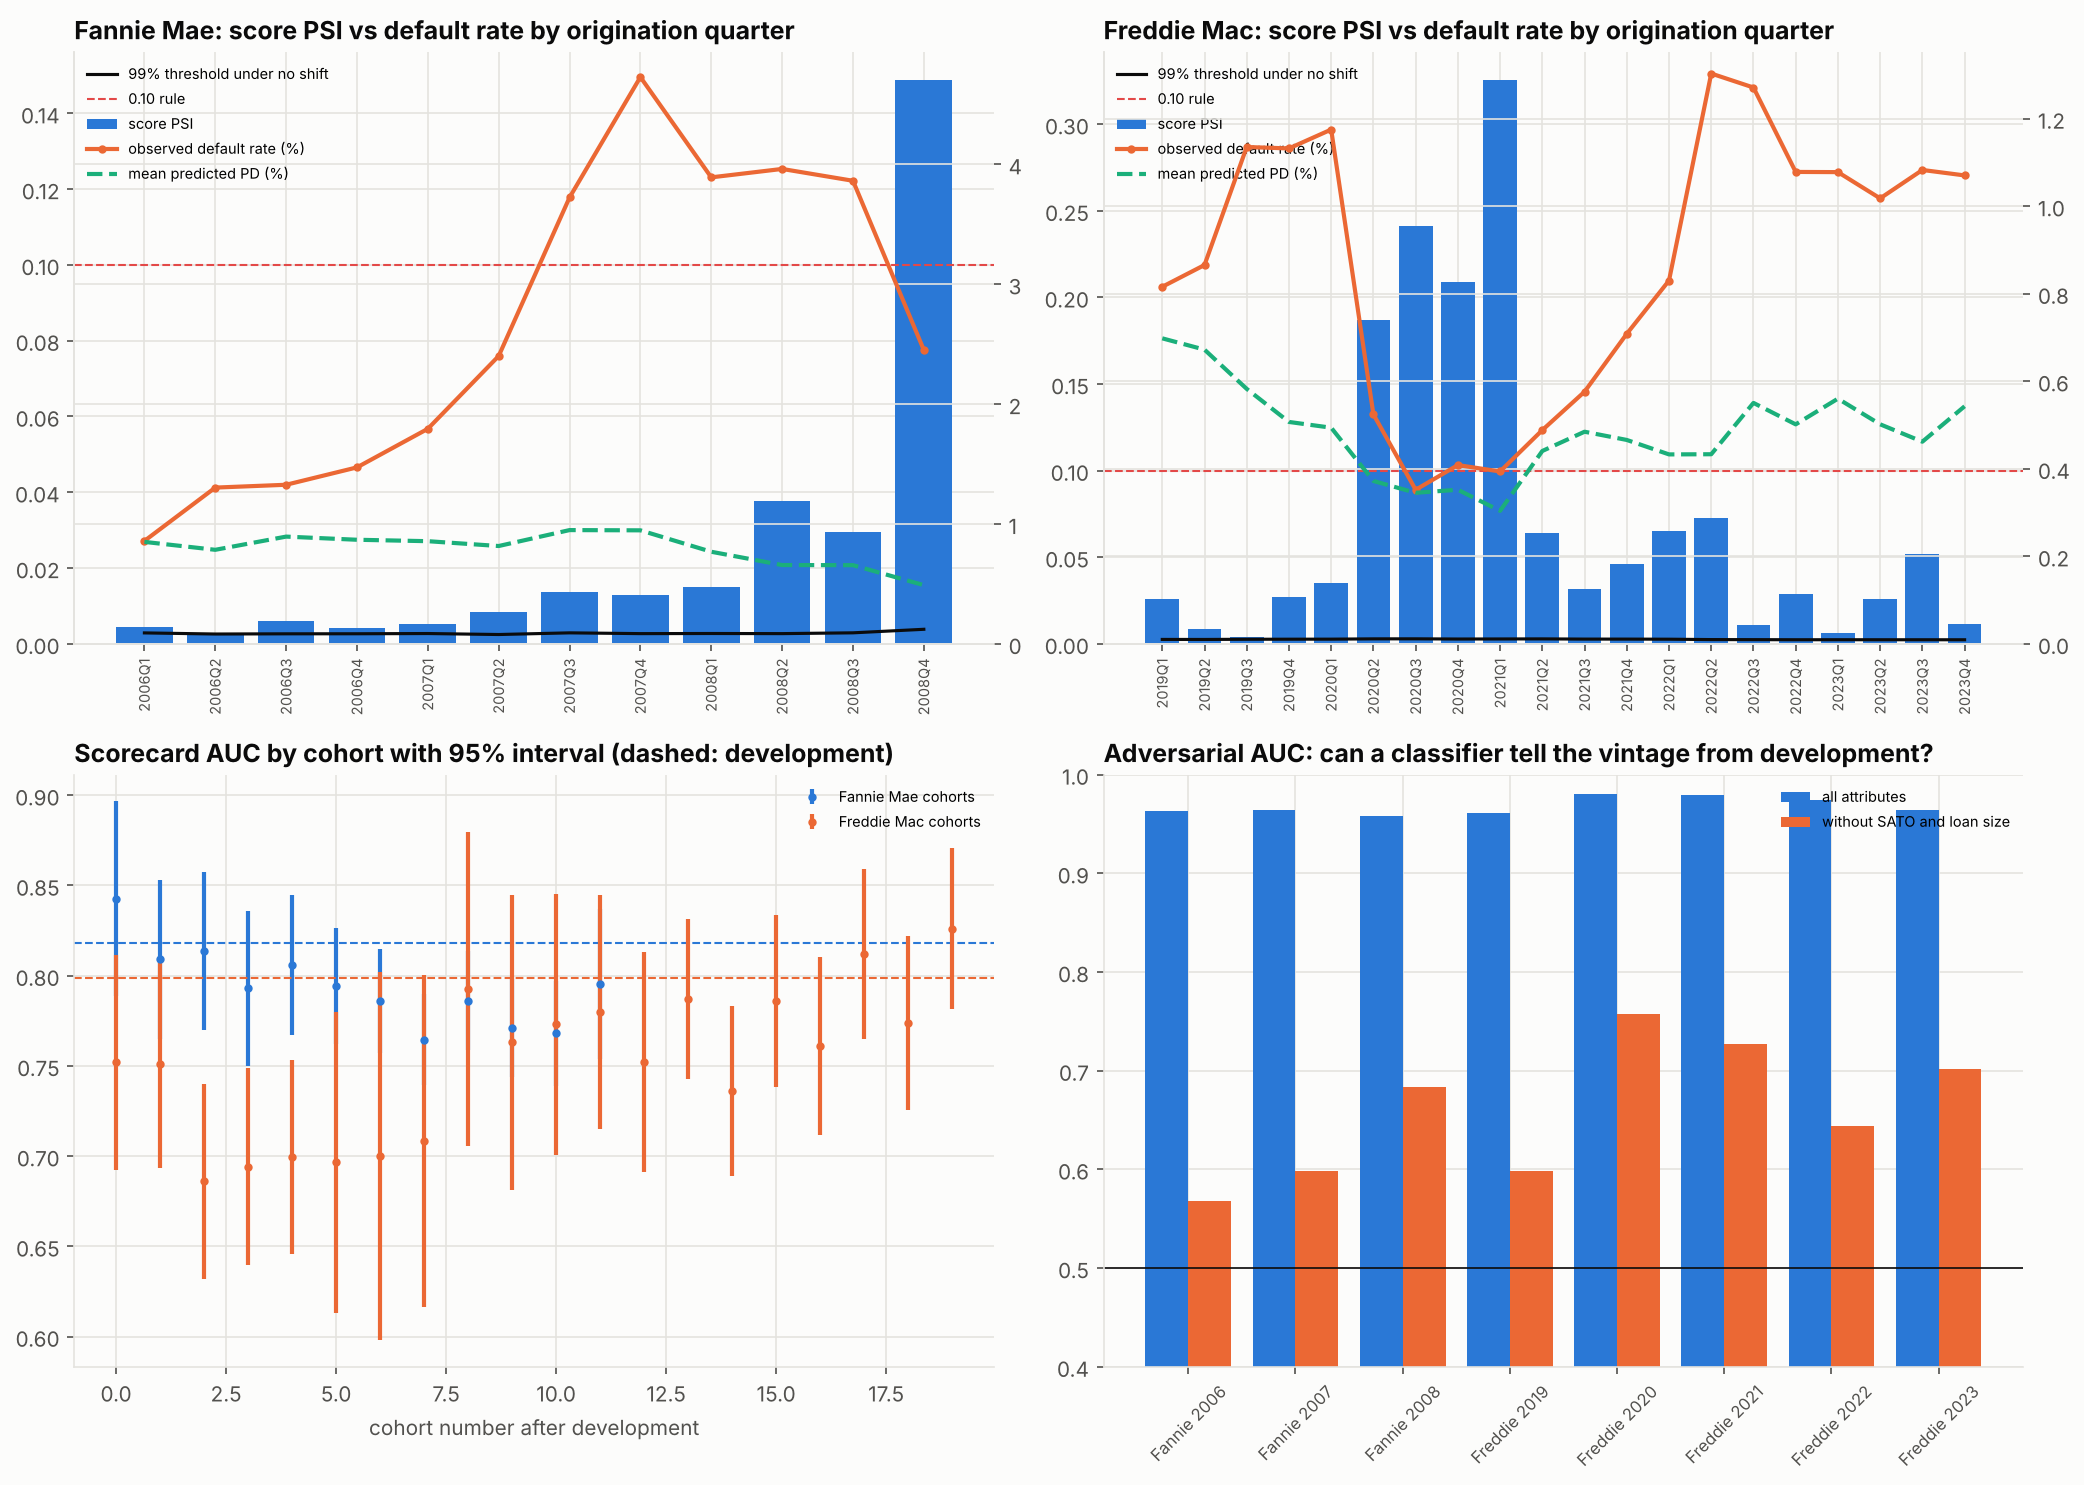 Fannie Mae: score PSI vs default rate by origination quarter
99% threshold under no shift
0.10 rule
score PSI
observed default rate (%)
mean predicted PD (%)
0.14
0.12
0.10
0.08
0.06
0.04
0.02
0.00
4
3
2
1
0
2006Q1
2006Q2
2006Q3
2006Q4
2007Q1
2007Q2
2007Q3
2007Q4
2008Q1
2008Q2
2008Q3
2008Q4
Freddie Mac: score PSI vs default rate by origination quarter
99% threshold under no shift
0.10 rule
score PSI
observed default rate (%)
mean predicted PD (%)
0.30
0.25
0.20
0.15
0.10
0.05
0.00
1.2
1.0
0.8
0.6
0.4
0.2
0.0
2019Q1
2019Q2
2019Q3
2019Q4
2020Q1
2020Q2
2020Q3
2020Q4
2021Q1
2021Q2
2021Q3
2021Q4
2022Q1
2022Q2
2022Q3
2022Q4
2023Q1
2023Q2
2023Q3
2023Q4
Scorecard AUC by cohort with 95% interval (dashed: development)
Fannie Mae cohorts
Freddie Mac cohorts
0.90
0.85
0.80
0.75
0.70
0.65
0.60
0.0
2.5
5.0
7.5
10.0
12.5
15.0
17.5
cohort number after development
Adversarial AUC: can a classifier tell the vintage from development?
all attributes
without SATO and loan size
1.0
0.9
0.8
0.7
0.6
0.5
0.4
Fannie 2006
Fannie 2007
Fannie 2008
Freddie 2019
Freddie 2020
Freddie 2021
Freddie 2022
Freddie 2023